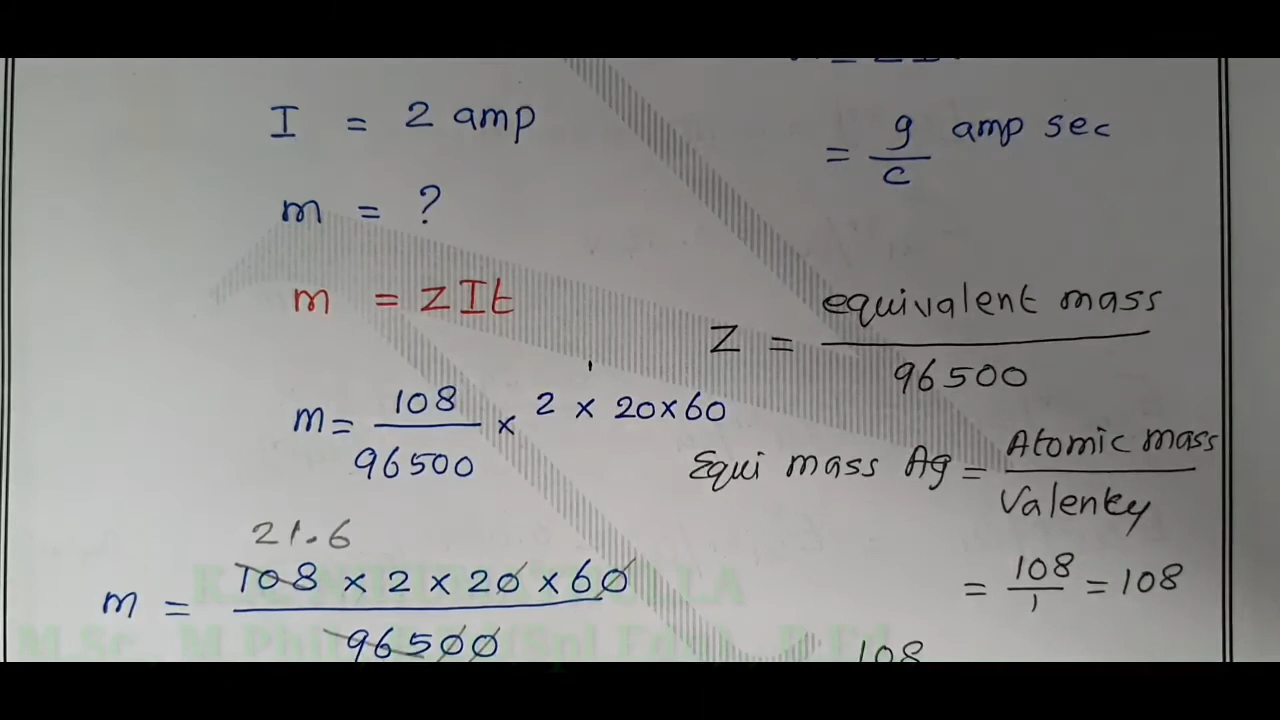 I = 2 amp
= g/c amp sec
m = ?
m = ZIt
Z = equivalent mass / 96500
m = 108/96500 × 2 × 20×60
Equi mass Ag = Atomic mass / Valenky
21.6
m = 108 × 2 × 20 × 60 / 96500
= 108/1 = 108
108